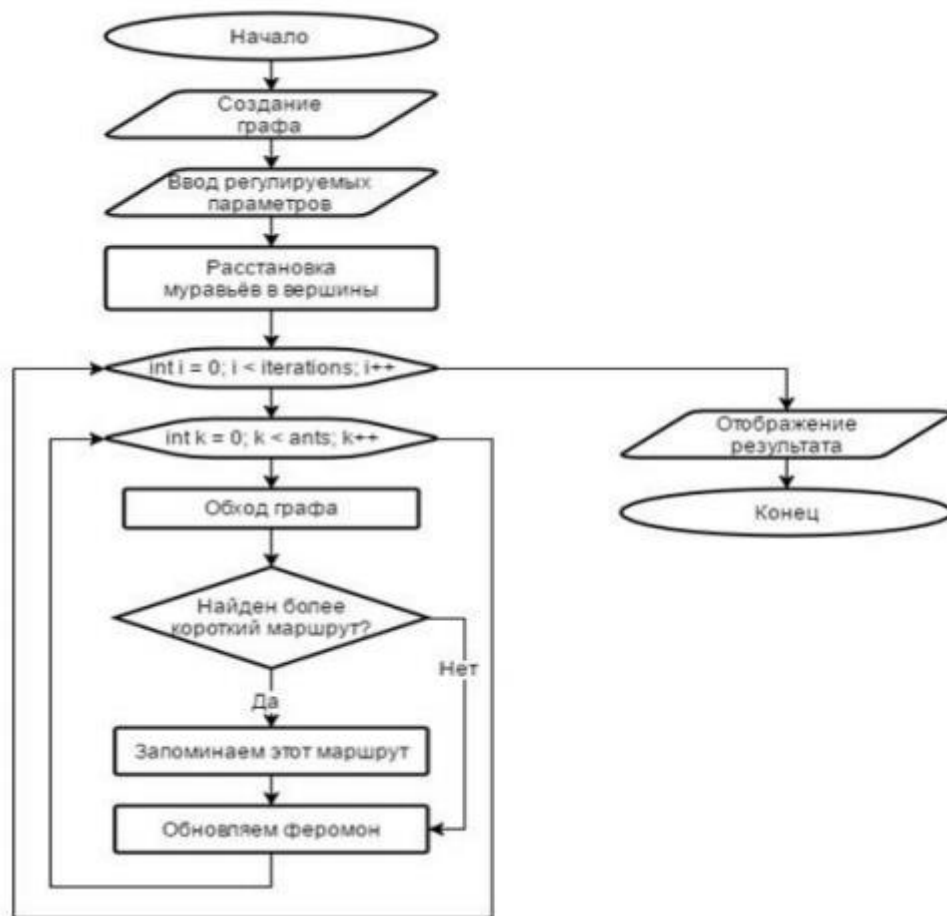 Начало
Создание
графа
Ввод регулируемых
параметров
Расстановка
муравьёв в вершины
int i = 0; i < iterations; i++
int k = 0; k < ants; k++
Отображение
результата
Обход графа
Конец
Найден более
короткий маршрут?
Нет
Да
Запоминаем этот маршрут
Обновляем феромон